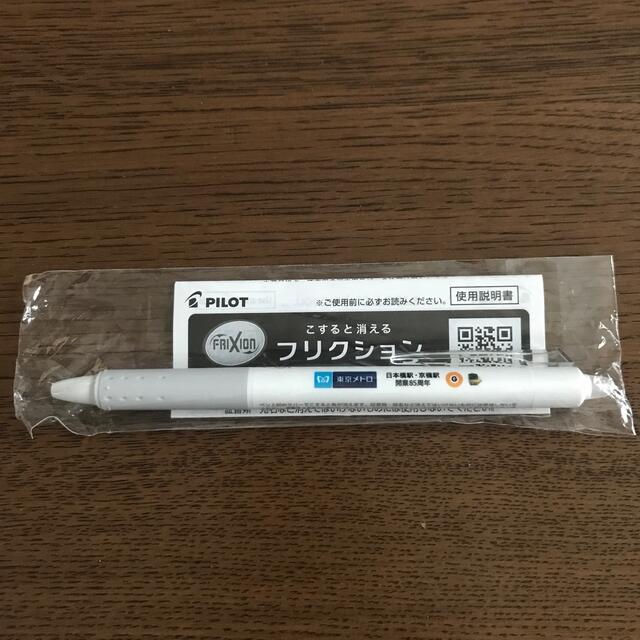 PILOT
※ご使用前に必ずお読みください。
使用説明書
こすると消える
FRIXION
フリクション
東京メトロ
日本橋駅・京橋駅
開業85周年
G